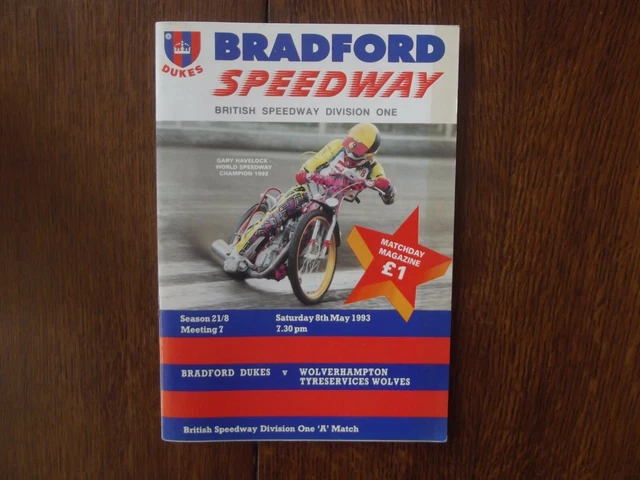 DUKES
BRADFORD
SPEEDWAY
BRITISH SPEEDWAY DIVISION ONE
GARY HAVELOCK -
WORLD SPEEDWAY
CHAMPION 1992
MATCHDAY
MAGAZINE
£1
Season 21/8
Meeting 7
Saturday 8th May 1993
7.30 pm
BRADFORD DUKES v WOLVERHAMPTON
TYRESERVICES WOLVES
British Speedway Division One 'A' Match